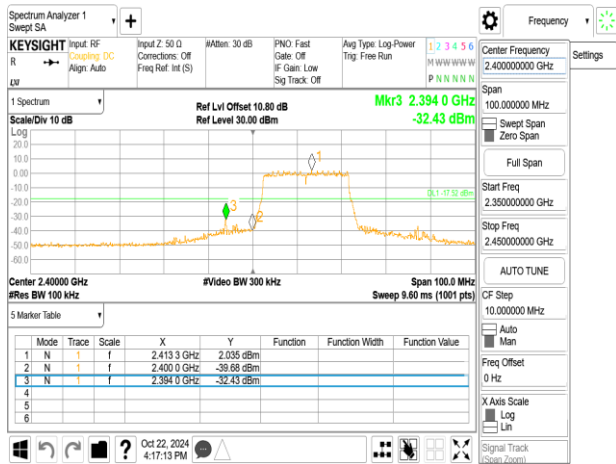 Spectrum Analyzer 1
Swept SA
Frequency
KEYSIGHT
R
Input: RF
Coupling: DC
Align: Auto
Input Z: 50 Ω
Corrections: Off
Freq Ref: Int (S)
#Atten: 30 dB
PNO: Fast
Gate: Off
IF Gain: Low
Sig Track: Off
Avg Type: Log-Power
Trig: Free Run
1 2 3 4 5 6
M W W W W W
P N N N N N
1 Spectrum
Scale/Div 10 dB
Ref Lvl Offset 10.80 dB
Ref Level 30.00 dBm
Mkr3 2.394 0 GHz
-32.43 dBm
Log
20.0
10.0
0.00
-10.0
-20.0
-30.0
-40.0
-50.0
-60.0
1
2
3
DL1 -17.52 dBm
Center 2.40000 GHz
#Res BW 100 kHz
#Video BW 300 kHz
Span 100.0 MHz
Sweep 9.60 ms (1001 pts)
5 Marker Table
Mode Trace Scale X Y Function Function Width Function Value
1 N 1 f 2.413 3 GHz 2.035 dBm
2 N 1 f 2.400 0 GHz -39.68 dBm
3 N 1 f 2.394 0 GHz -32.43 dBm
4
5
6
Oct 22, 2024
4:17:13 PM
Center Frequency
2.400000000 GHz
Settings
Span
100.000000 MHz
Swept Span
Zero Span
Full Span
Start Freq
2.350000000 GHz
Stop Freq
2.450000000 GHz
AUTO TUNE
CF Step
10.000000 MHz
Auto
Man
Freq Offset
0 Hz
X Axis Scale
Log
Lin
Signal Track
(Span Zoom)